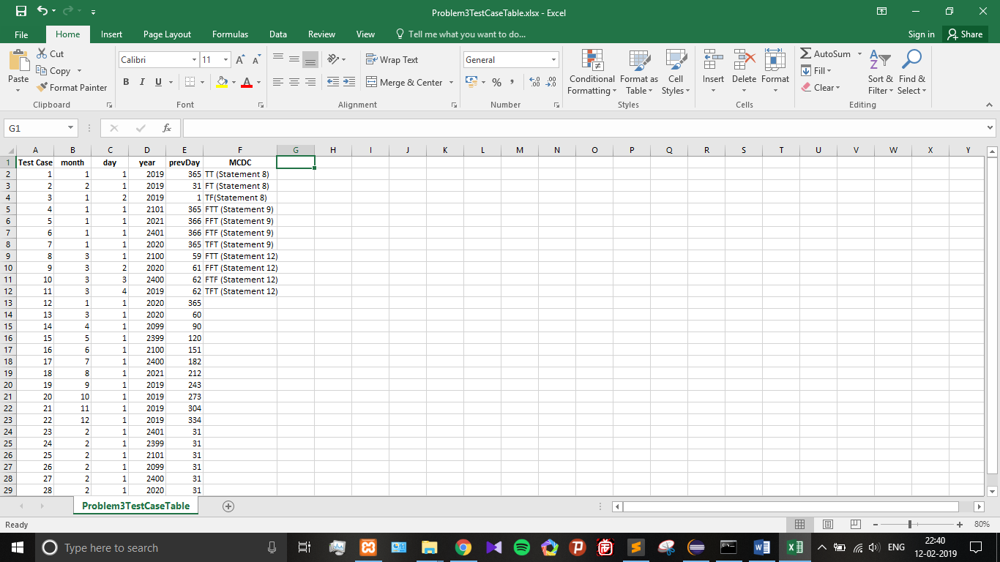 Problem3TestCaseTable.xlsx - Excel
File Home Insert Page Layout Formulas Data Review View Tell me what you want to do... Sign in Share
Paste Cut Copy Format Painter
Calibri 11
B I U
Wrap Text
Merge & Center
General
% ,
Conditional Formatting Format as Table Cell Styles
Insert Delete Format
AutoSum Fill Clear
Sort & Filter Find & Select
Clipboard Font Alignment Number Styles Cells Editing
G1 fx
A B C D E F G H I J K L M N O P Q R S T U V W X Y
1 Test Case month day year prevDay MCDC
2 1 1 1 2019 365 TT (Statement 8)
3 2 2 1 2019 31 FT (Statement 8)
4 3 1 2 2019 1 TF(Statement 8)
5 4 1 1 2101 365 FTT (Statement 9)
6 5 1 1 2021 366 FFT (Statement 9)
7 6 1 1 2401 366 FTF (Statement 9)
8 7 1 1 2020 365 TFT (Statement 9)
9 8 3 1 2100 59 FTT (Statement 12)
10 9 3 2 2020 61 FFT (Statement 12)
11 10 3 3 2400 62 FTF (Statement 12)
12 11 3 4 2019 62 TFT (Statement 12)
13 12 1 1 2020 365
14 13 3 1 2020 60
15 14 4 1 2099 90
16 15 5 1 2399 120
17 16 6 1 2100 151
18 17 7 1 2400 182
19 18 8 1 2021 212
20 19 9 1 2019 243
21 20 10 1 2019 273
22 21 11 1 2019 304
23 22 12 1 2019 334
24 23 2 1 2401 31
25 24 2 1 2399 31
26 25 2 1 2101 31
27 26 2 1 2099 31
28 27 2 1 2400 31
29 28 2 1 2020 31
Problem3TestCaseTable
Ready 80%
Type here to search ENG 22:40
12-02-2019